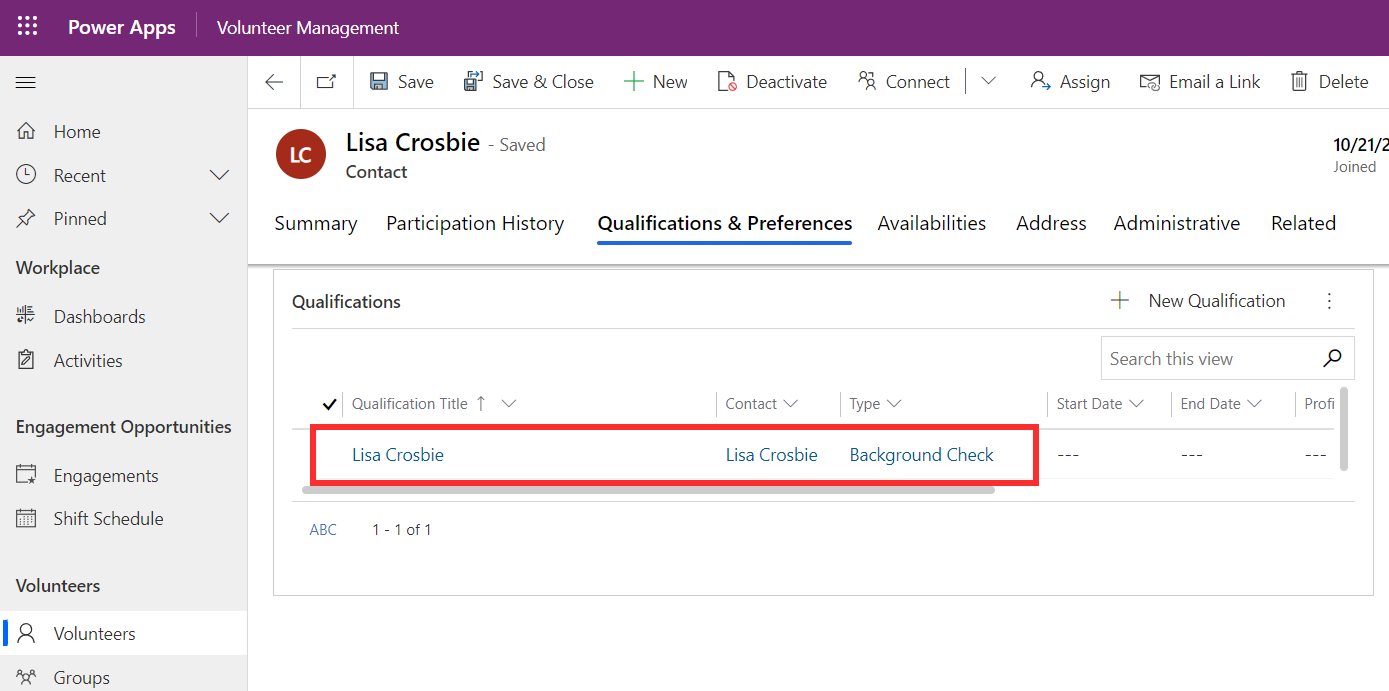 Power Apps Volunteer Management
Save Save & Close New Deactivate Connect Assign Email a Link Delete
Home
Recent
Pinned
Workplace
Dashboards
Activities
Engagement Opportunities
Engagements
Shift Schedule
Volunteers
Volunteers
Groups
LC
Lisa Crosbie - Saved
Contact
10/21/2
Joined
Summary Participation History Qualifications & Preferences Availabilities Address Administrative Related
Qualifications
New Qualification
Search this view
Qualification Title Contact Type Start Date End Date Profi
Lisa Crosbie Lisa Crosbie Background Check --- --- ---
ABC 1 - 1 of 1